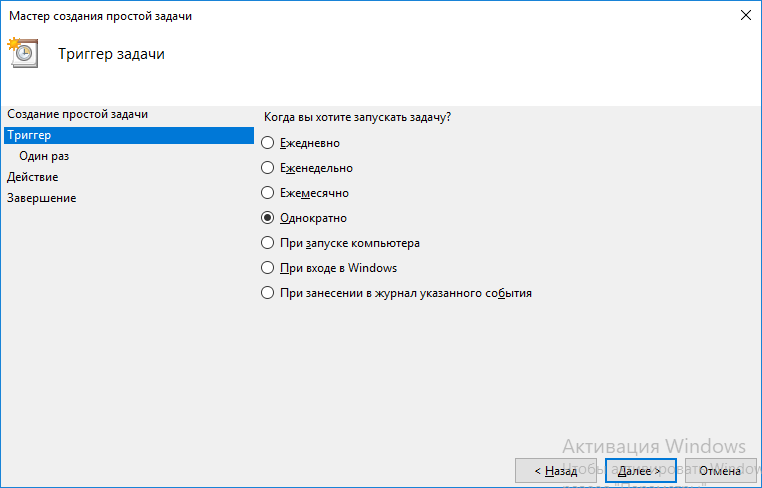 Мастер создания простой задачи
Триггер задачи
Создание простой задачи
Триггер
Один раз
Действие
Завершение
Когда вы хотите запускать задачу?
Ежедневно
Еженедельно
Ежемесячно
Однократно
При запуске компьютера
При входе в Windows
При занесении в журнал указанного события
Активация Windows
< Назад
Далее >
Отмена